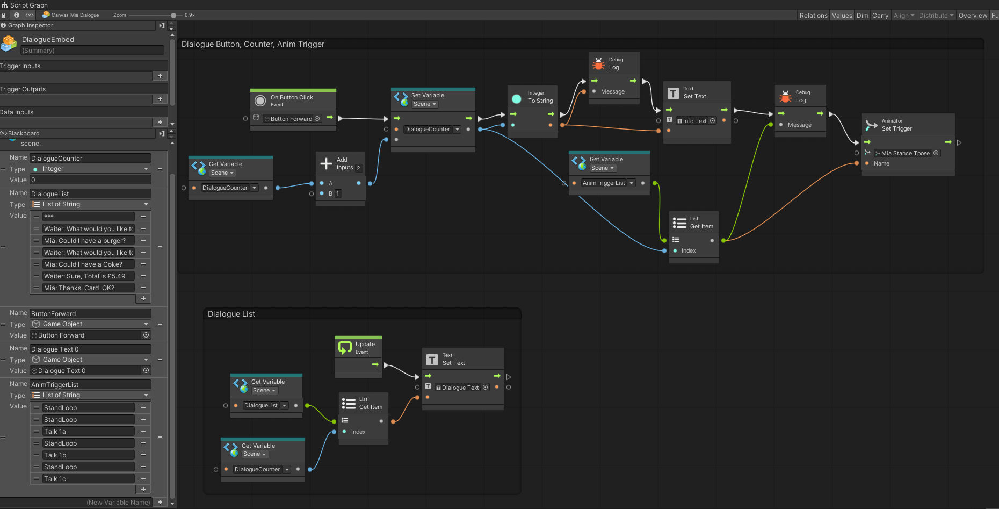 Script Graph
Canvas Mia Dialogue Zoom 0.9x Relations Values Dim Carry Align Distribute Overview Fu
Graph Inspector
DialogueEmbed
(Summary)
Trigger Inputs
Trigger Outputs
Data Inputs
Blackboard
scene.
Name DialogueCounter
Type Integer
Value 0
Name DialogueList
Type List of String
Value ***
Waiter: What would you like to
Mia: Could I have a burger?
Waiter: What would you like to
Mia: Could I have a Coke?
Waiter: Sure, Total is £5.49
Mia: Thanks, Card OK?
Name ButtonForward
Type Game Object
Value Button Forward
Name Dialogue Text 0
Type Game Object
Value Dialogue Text 0
Name AnimTriggerList
Type List of String
Value StandLoop
StandLoop
Talk 1a
StandLoop
Talk 1b
StandLoop
Talk 1c
(New Variable Name)
Dialogue Button, Counter, Anim Trigger
On Button Click
Event
Button Forward
Get Variable
Scene
DialogueCounter
Add
Inputs 2
A
B 1
Set Variable
Scene
DialogueCounter
Integer
To String
Debug
Log
Message
Text
Set Text
Info Text
Get Variable
Scene
AnimTriggerList
List
Get Item
Index
Debug
Log
Message
Animator
Set Trigger
Mia Stance Tpose
Name
Dialogue List
Update
Event
Text
Set Text
Dialogue Text
Get Variable
Scene
DialogueList
List
Get Item
Index
Get Variable
Scene
DialogueCounter